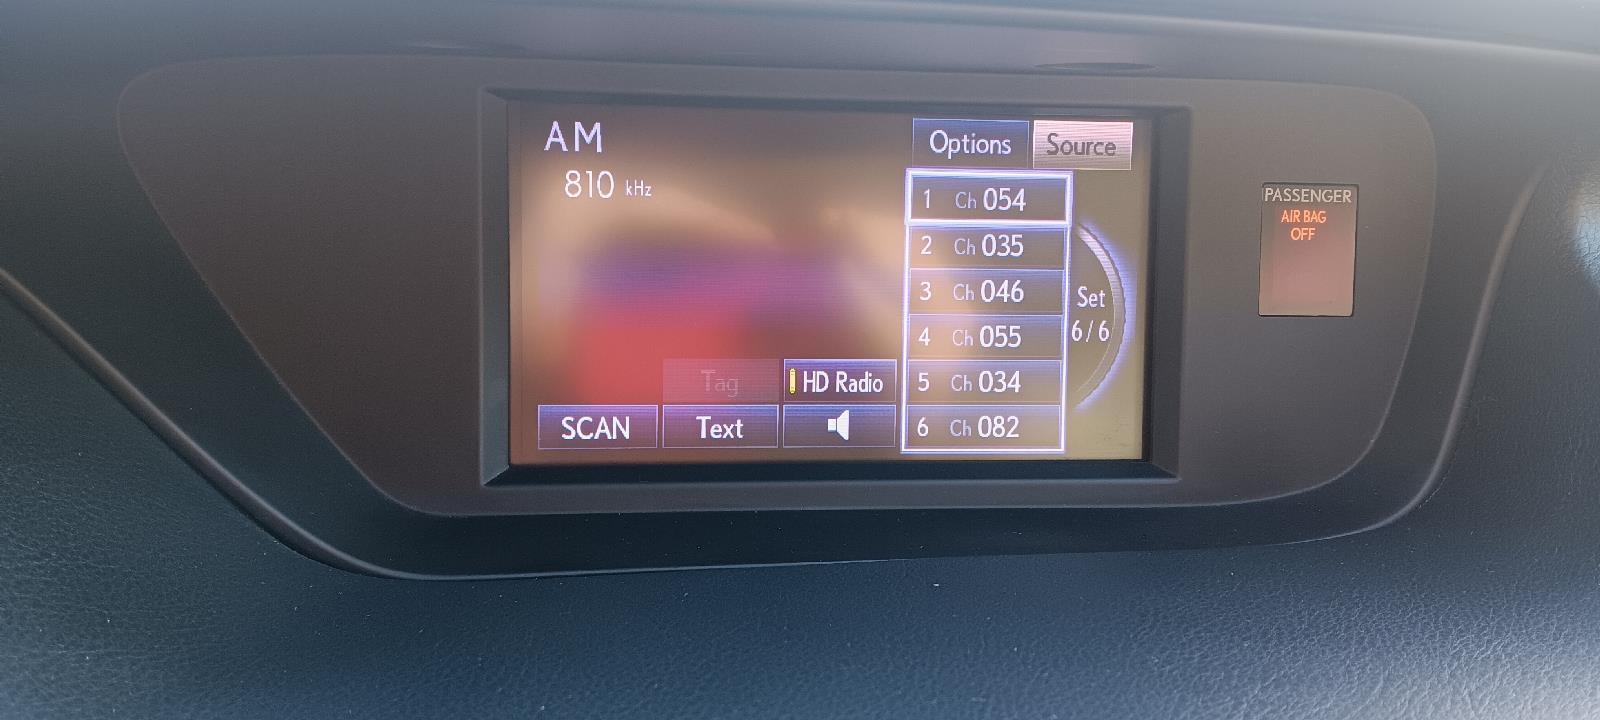 AM
810 kHz
Options
Source
1 Ch 054
2 Ch 035
3 Ch 046
4 Ch 055
5 Ch 034
6 Ch 082
Set
6/6
Tag
HD Radio
SCAN
Text
PASSENGER
AIR BAG
OFF